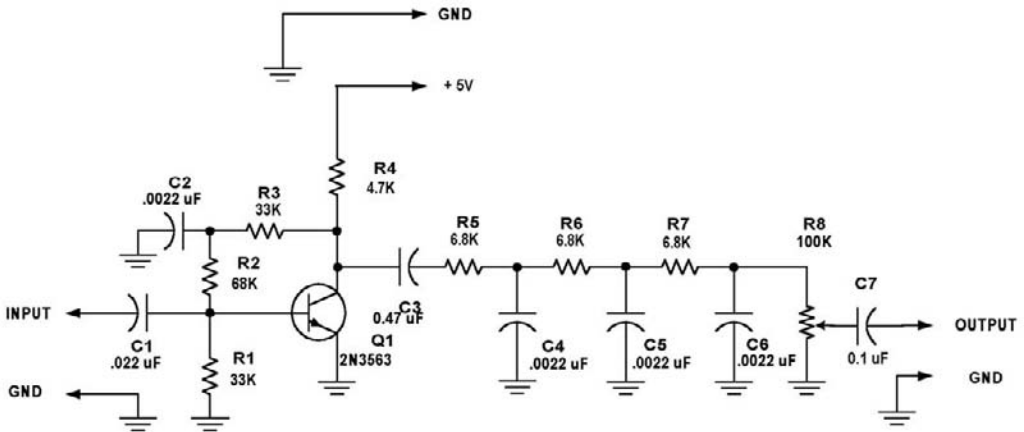 GND
+ 5V
R4
4.7K
C2
.0022 uF
R3
33K
R2
68K
INPUT
C1
.022 uF
R1
33K
GND
C3
0.47 uF
Q1
2N3563
R5
6.8K
R6
6.8K
R7
6.8K
R8
100K
C4
.0022 uF
C5
.0022 uF
C6
.0022 uF
C7
0.1 uF
OUTPUT
GND